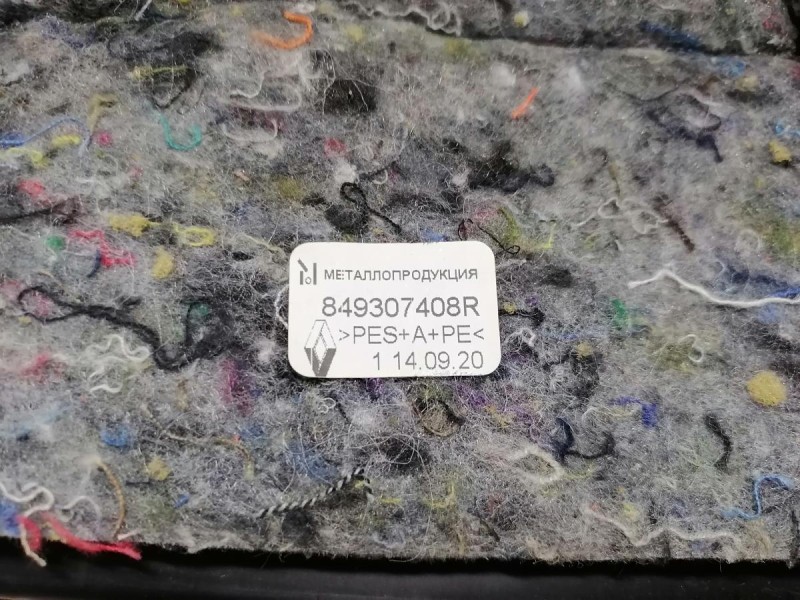 МЕТАЛЛОПРОДУКЦИЯ
849307408R
>PES+A+PE<
1 14.09.20